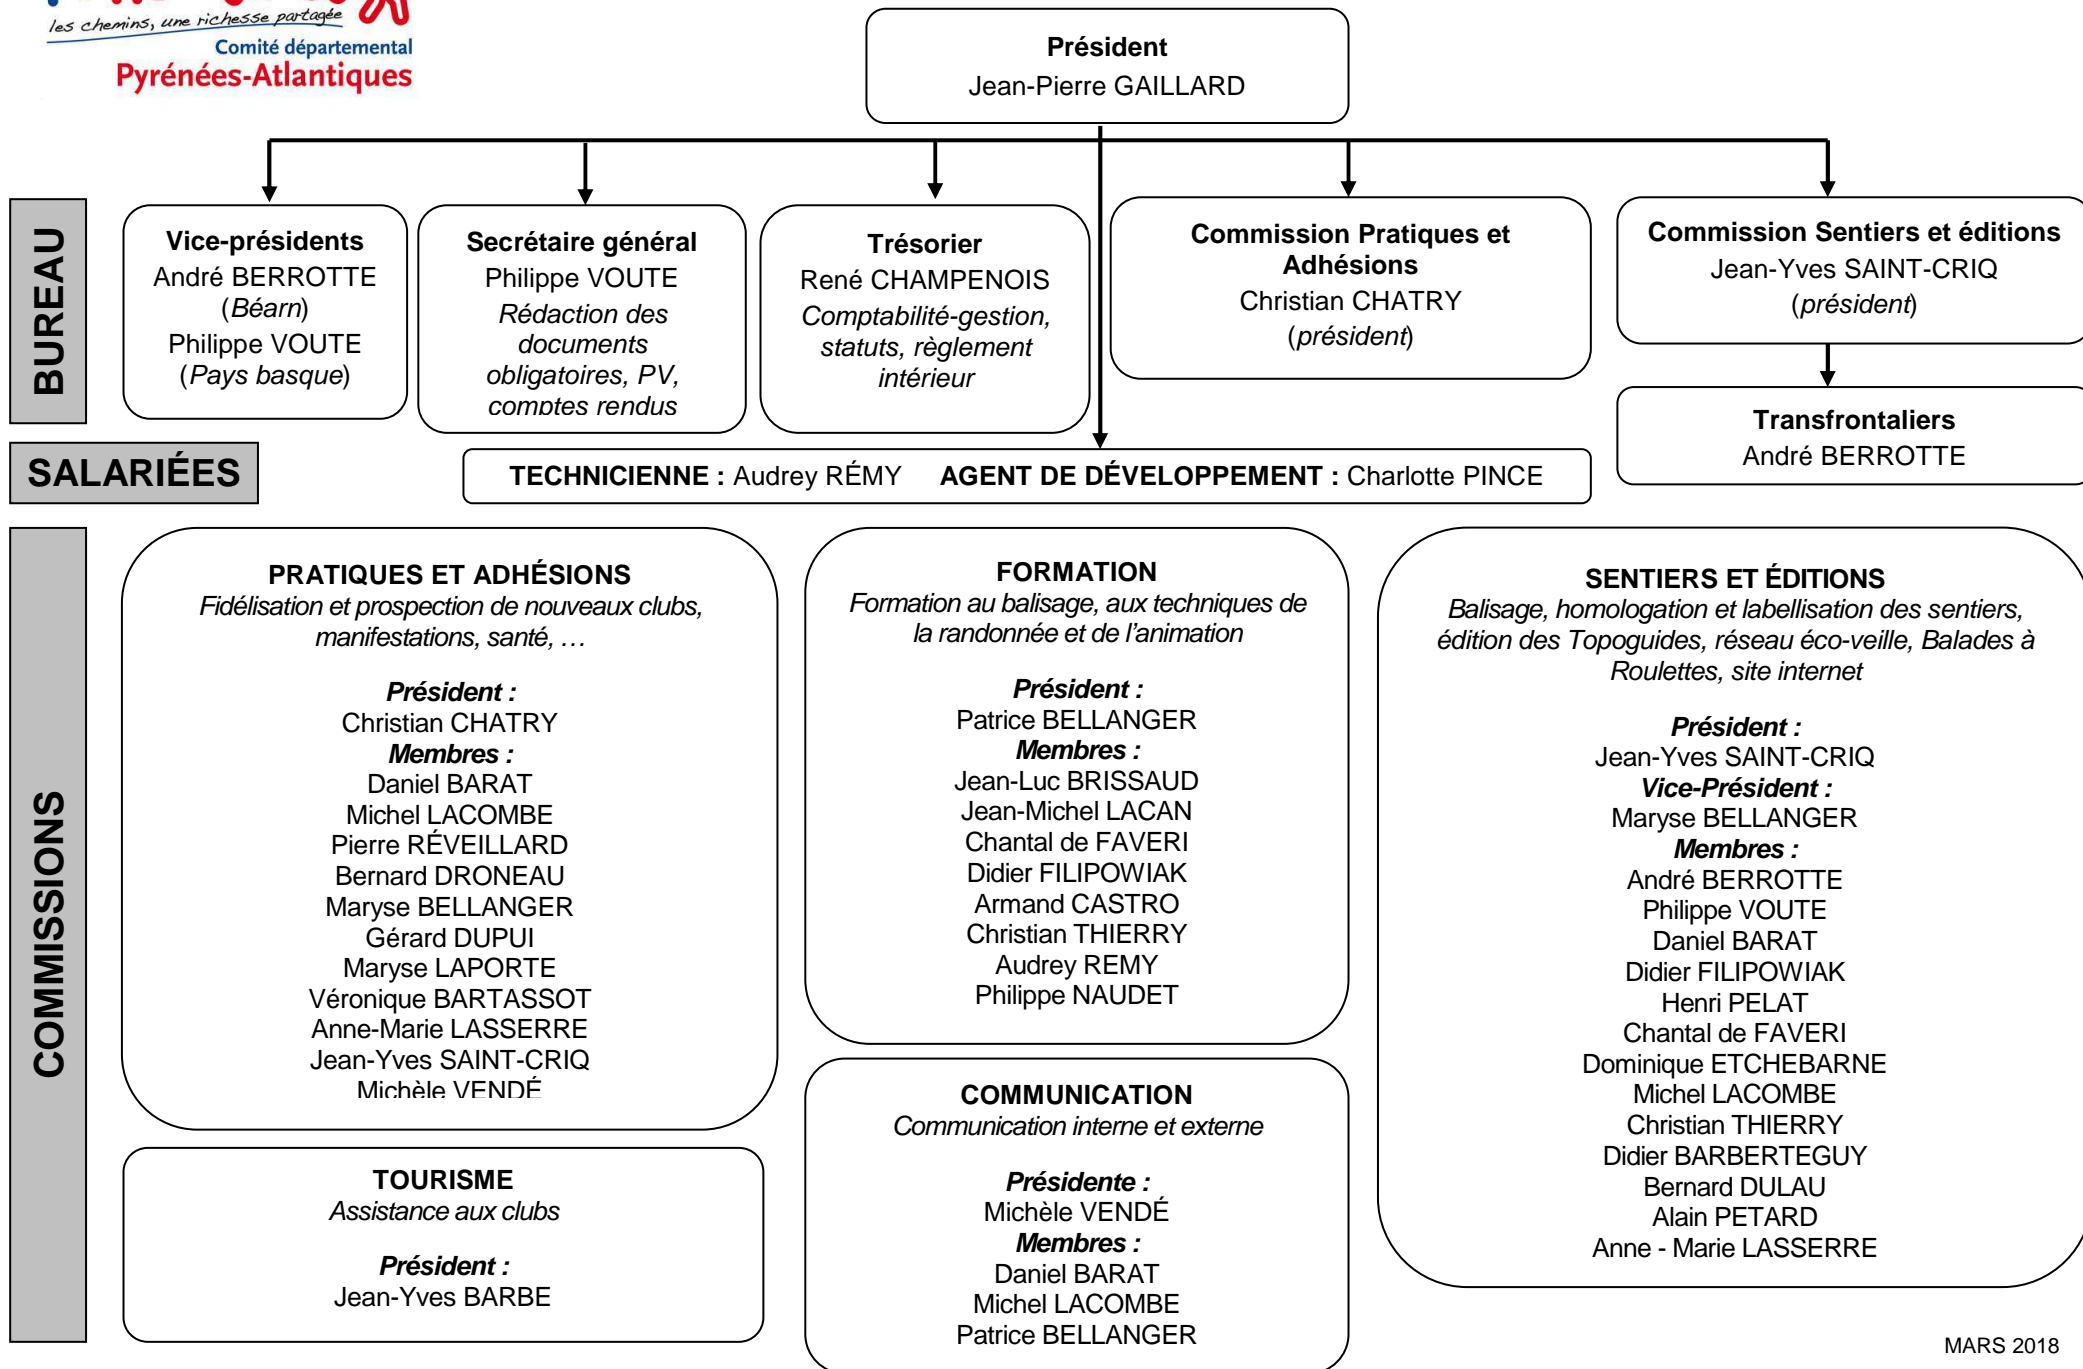 les chemins, une richesse partagée
Comité départemental
Pyrénées-Atlantiques
Président
Jean-Pierre GAILLARD
BUREAU
Vice-présidents
André BERROTTE
(Béarn)
Philippe VOUTE
(Pays basque)
Secrétaire général
Philippe VOUTE
Rédaction des
documents
obligatoires, PV,
comptes rendus
Trésorier
René CHAMPENOIS
Comptabilité-gestion,
statuts, règlement
intérieur
Commission Pratiques et
Adhésions
Christian CHATRY
(président)
Commission Sentiers et éditions
Jean-Yves SAINT-CRIQ
(président)
Transfrontaliers
André BERROTTE
SALARIÉES
TECHNICIENNE : Audrey RÉMY AGENT DE DÉVELOPPEMENT : Charlotte PINCE
COMMISSIONS
PRATIQUES ET ADHÉSIONS
Fidélisation et prospection de nouveaux clubs,
manifestations, santé, …
Président :
Christian CHATRY
Membres :
Daniel BARAT
Michel LACOMBE
Pierre RÉVEILLARD
Bernard DRONEAU
Maryse BELLANGER
Gérard DUPUI
Maryse LAPORTE
Véronique BARTASSOT
Anne-Marie LASSERRE
Jean-Yves SAINT-CRIQ
Michèle VENDÉ
TOURISME
Assistance aux clubs
Président :
Jean-Yves BARBE
FORMATION
Formation au balisage, aux techniques de
la randonnée et de l’animation
Président :
Patrice BELLANGER
Membres :
Jean-Luc BRISSAUD
Jean-Michel LACAN
Chantal de FAVERI
Didier FILIPOWIAK
Armand CASTRO
Christian THIERRY
Audrey REMY
Philippe NAUDET
COMMUNICATION
Communication interne et externe
Présidente :
Michèle VENDÉ
Membres :
Daniel BARAT
Michel LACOMBE
Patrice BELLANGER
SENTIERS ET ÉDITIONS
Balisage, homologation et labellisation des sentiers,
édition des Topoguides, réseau éco-veille, Balades à
Roulettes, site internet
Président :
Jean-Yves SAINT-CRIQ
Vice-Président :
Maryse BELLANGER
Membres :
André BERROTTE
Philippe VOUTE
Daniel BARAT
Didier FILIPOWIAK
Henri PELAT
Chantal de FAVERI
Dominique ETCHEBARNE
Michel LACOMBE
Christian THIERRY
Didier BARBERTEGUY
Bernard DULAU
Alain PETARD
Anne - Marie LASSERRE
MARS 2018